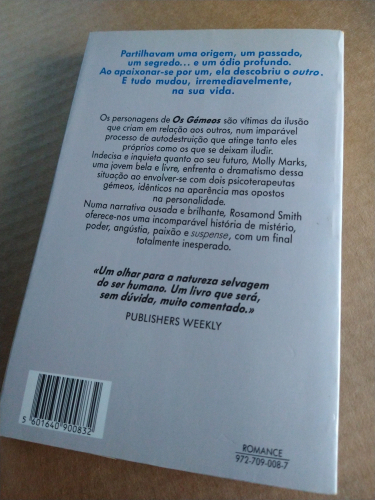 Partilhavam uma origem, um passado,
um segredo... e um ódio profundo.
Ao apaixonar-se por um, ela descobriu o outro.
E tudo mudou, irremediavelmente,
na sua vida.
Os personagens de Os Gémeos são vítimas da ilusão
que criam em relação aos outros, num imparável
processo de autodestruição que atinge tanto eles
próprios como os que se deixam iludir.
Indecisa e inquieta quanto ao seu futuro, Molly Marks,
uma jovem bela e livre, enfrenta o dramatismo dessa
situação ao envolver-se com dois psicoterapeutas
gémeos, idênticos na aparência mas opostos
na personalidade.
Numa narrativa ousada e brilhante, Rosamond Smith
oferece-nos uma incomparável história de mistério,
poder, angústia, paixão e suspense, com um final
totalmente inesperado.
«Um olhar para a natureza selvagem
do ser humano. Um livro que será,
sem dúvida, muito comentado.»
PUBLISHERS WEEKLY
5 601640 900832
ROMANCE
972-709-008-7